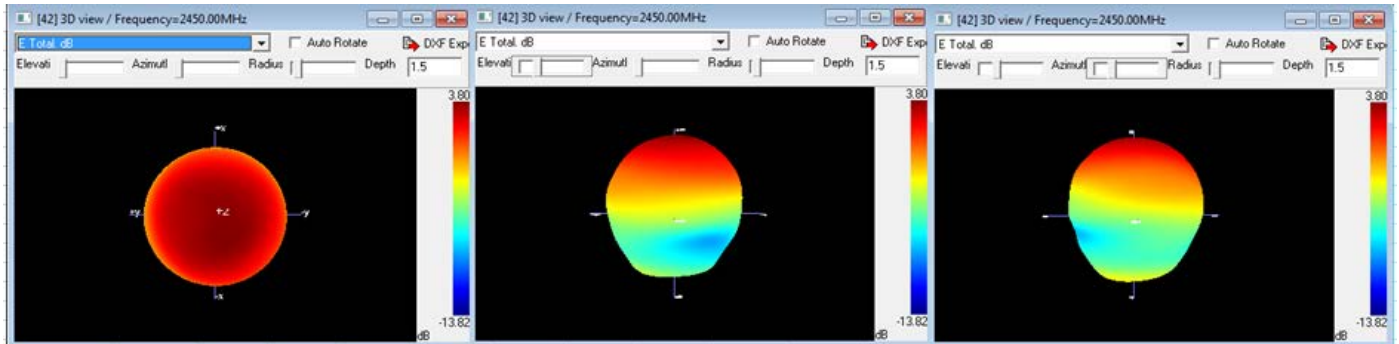 [42] 3D view / Frequency=2450.00MHz
E Total. dB
Auto Rotate
DXF Exp
Elevati
Azimutl
Radius
Depth
1.5
3.80
+Z
-y
-x
-13.82
dB
[42] 3D view / Frequency=2450.00MHz
E Total. dB
Auto Rotate
DXF Exp
Elevati
Azimutl
Radius
Depth
1.5
3.80
-13.82
dB
[42] 3D view / Frequency=2450.00MHz
E Total. dB
Auto Rotate
DXF Exp
Elevati
Azimutl
Radius
Depth
1.5
3.80
-13.82
dB